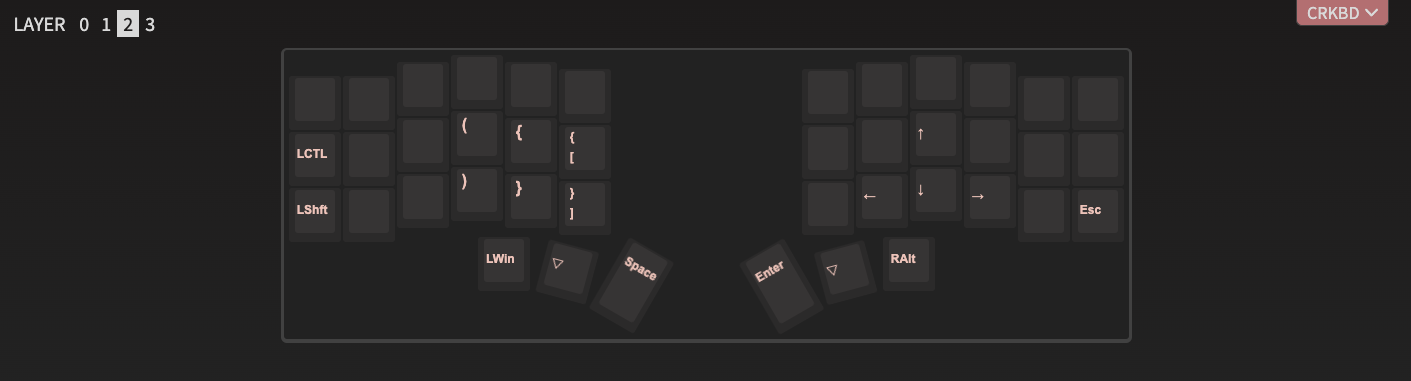 LAYER 0 1 2 3
CRKBD
( { {
[
↑
LCTL
) } }
]
← ↓ →
LShft
Esc
LWin ▽ Space Enter ▽ RAlt